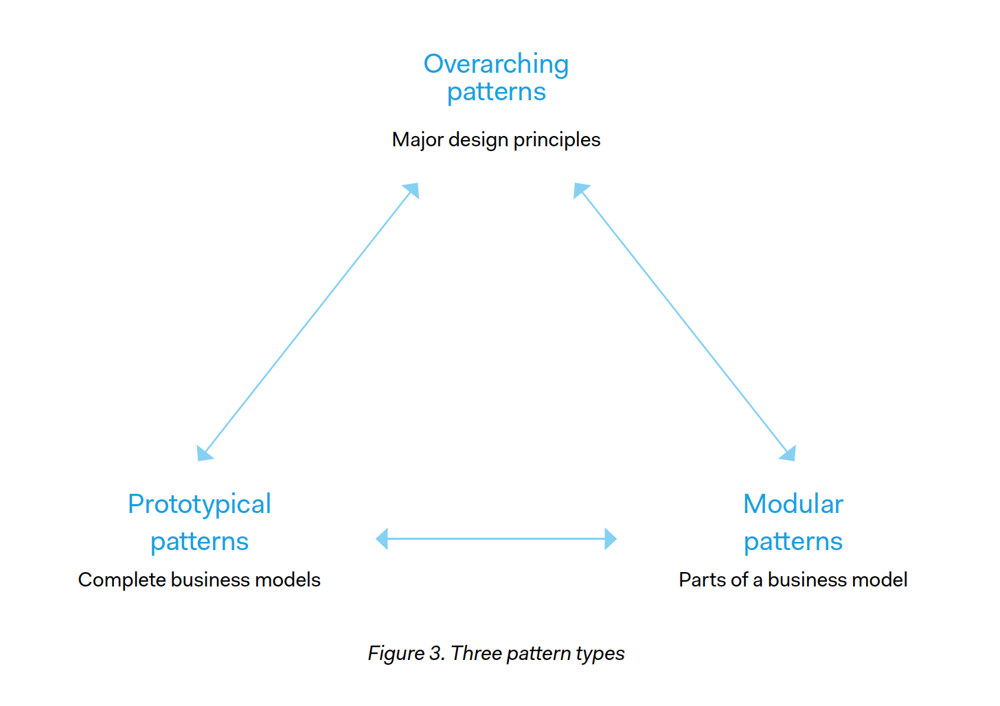 Overarching
patterns
Major design principles
Prototypical
patterns
Complete business models
Modular
patterns
Parts of a business model
Figure 3. Three pattern types